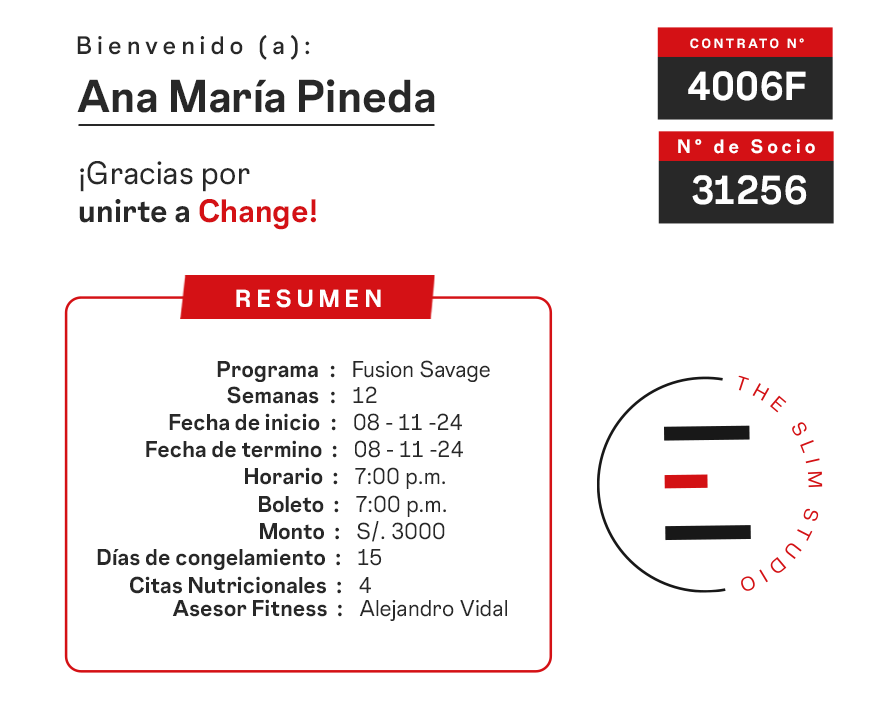 Bienvenido (a):
Ana María Pineda
¡Gracias por
unirte a Change!
CONTRATO N°
4006F
N° de Socio
31256
RESUMEN
Programa : Fusion Savage
Semanas : 12
Fecha de inicio : 08 - 11 -24
Fecha de termino : 08 - 11 -24
Horario : 7:00 p.m.
Boleto : 7:00 p.m.
Monto : S/. 3000
Días de congelamiento : 15
Citas Nutricionales : 4
Asesor Fitness : Alejandro Vidal
THE SLIM STUDIO